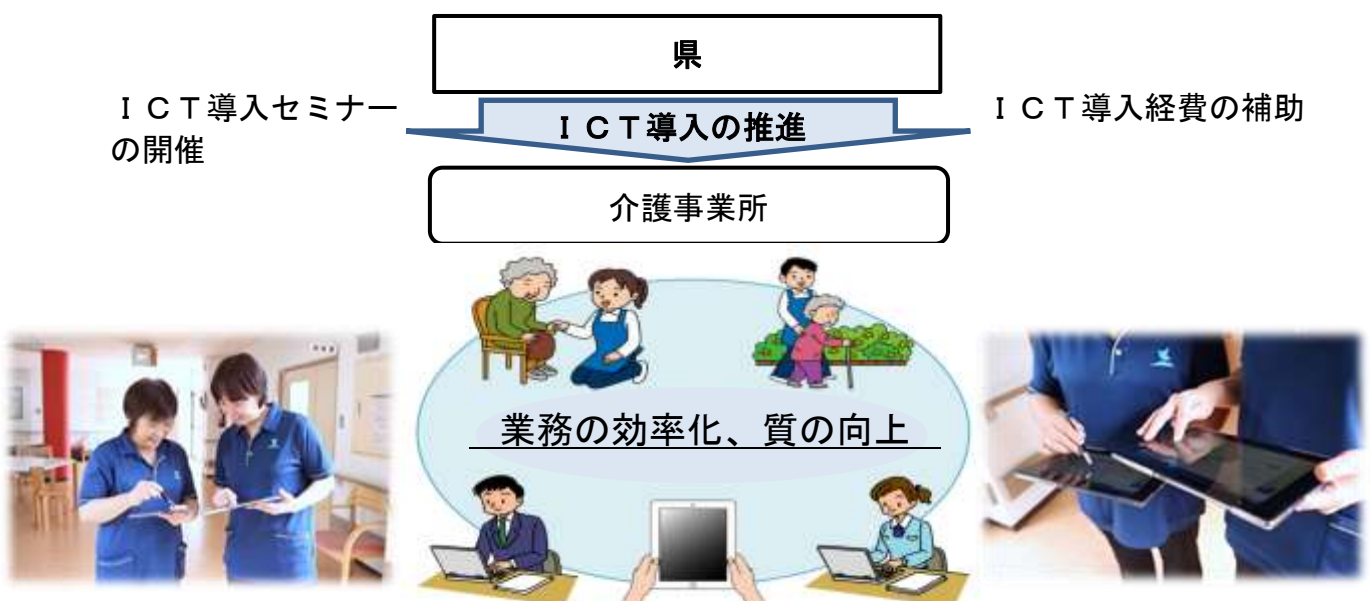 県
ＩＣＴ導入セミナー
の開催
ＩＣＴ導入の推進
ＩＣＴ導入経費の補助
介護事業所
業務の効率化、質の向上